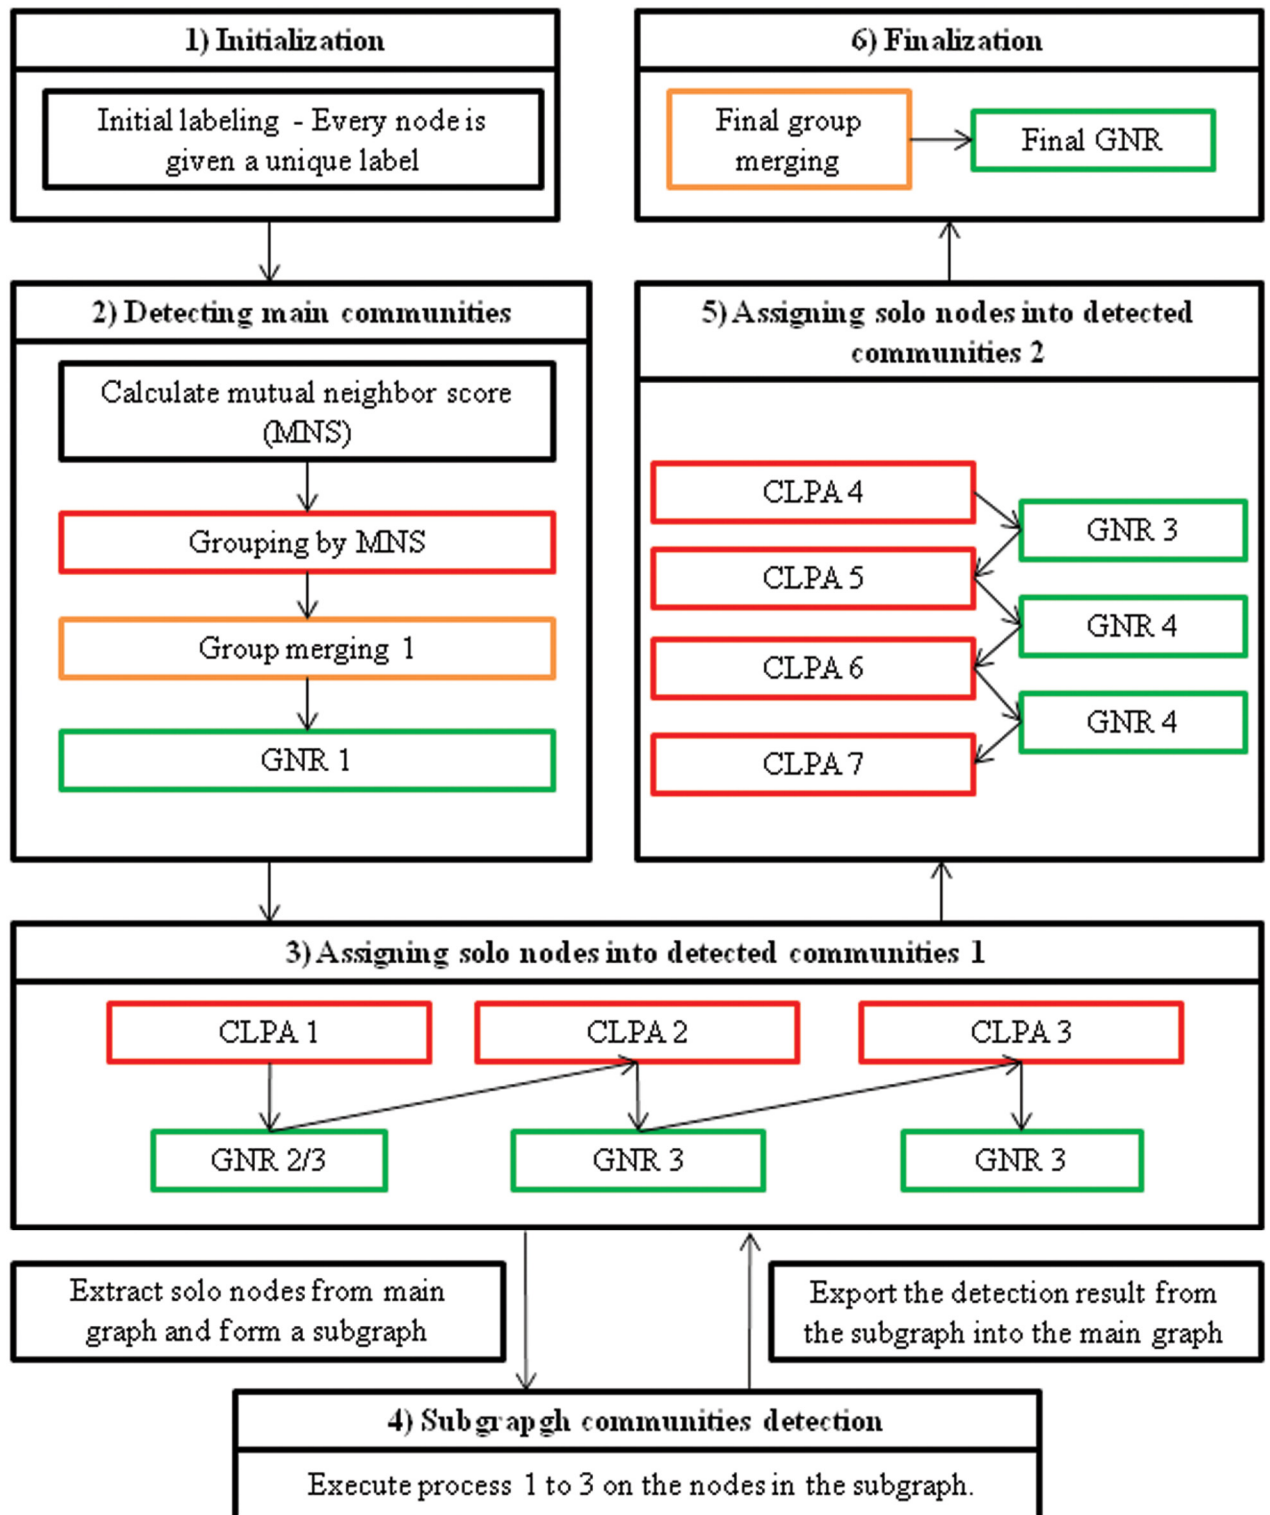 1) Initialization
Initial labeling - Every node is
given a unique label
2) Detecting main communities
Calculate mutual neighbor score
(MNS)
Grouping by MNS
Group merging 1
GNR 1
3) Assigning solo nodes into detected communities 1
CLPA 1
CLPA 2
CLPA 3
GNR 2/3
GNR 3
GNR 3
Extract solo nodes from main
graph and form a subgraph
Export the detection result from
the subgraph into the main graph
4) Subgrapgh communities detection
Execute process 1 to 3 on the nodes in the subgraph.
5) Assigning solo nodes into detected
communities 2
CLPA 4
GNR 3
CLPA 5
GNR 4
CLPA 6
GNR 4
CLPA 7
6) Finalization
Final group
merging
Final GNR